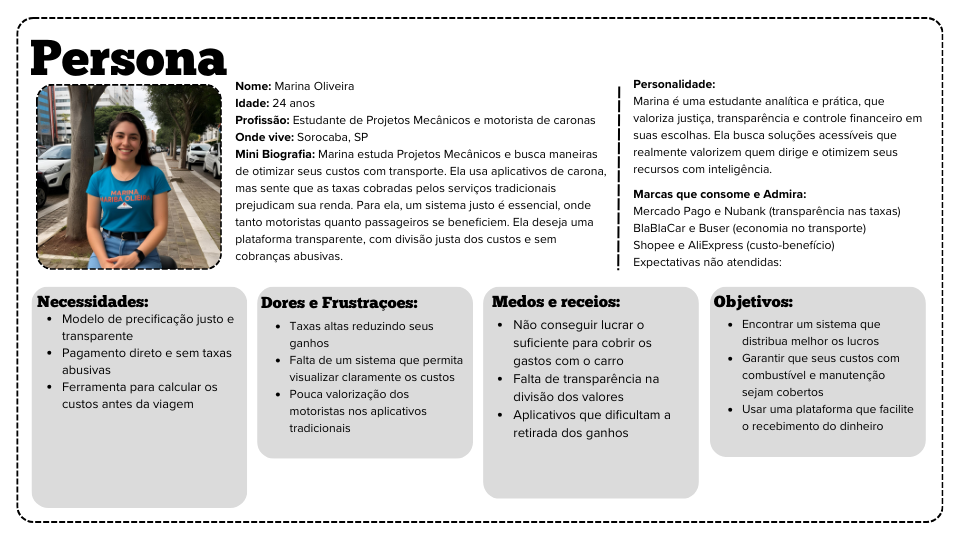 Persona
MARINA
MARINA OLIVEIRA
Nome: Marina Oliveira
Idade: 24 anos
Profissão: Estudante de Projetos Mecânicos e motorista de caronas
Onde vive: Sorocaba, SP
Mini Biografia: Marina estuda Projetos Mecânicos e busca maneiras
de otimizar seus custos com transporte. Ela usa aplicativos de carona,
mas sente que as taxas cobradas pelos serviços tradicionais
prejudicam sua renda. Para ela, um sistema justo é essencial, onde
tanto motoristas quanto passageiros se beneficiem. Ela deseja uma
plataforma transparente, com divisão justa dos custos e sem
cobranças abusivas.
Personalidade:
Marina é uma estudante analítica e prática, que
valoriza justiça, transparência e controle financeiro em
suas escolhas. Ela busca soluções acessíveis que
realmente valorizem quem dirige e otimizem seus
recursos com inteligência.
Marcas que consome e Admira:
Mercado Pago e Nubank (transparência nas taxas)
BlaBlaCar e Buser (economia no transporte)
Shopee e AliExpress (custo-benefício)
Expectativas não atendidas:
Necessidades:
• Modelo de precificação justo e
transparente
• Pagamento direto e sem taxas
abusivas
• Ferramenta para calcular os
custos antes da viagem
Dores e Frustraçoes:
• Taxas altas reduzindo seus
ganhos
• Falta de um sistema que permita
visualizar claramente os custos
• Pouca valorização dos
motoristas nos aplicativos
tradicionais
Medos e receios:
• Não conseguir lucrar o
suficiente para cobrir os
gastos com o carro
• Falta de transparência na
divisão dos valores
• Aplicativos que dificultam a
retirada dos ganhos
Objetivos:
• Encontrar um sistema que
distribua melhor os lucros
• Garantir que seus custos com
combustível e manutenção
sejam cobertos
• Usar uma plataforma que facilite
o recebimento do dinheiro